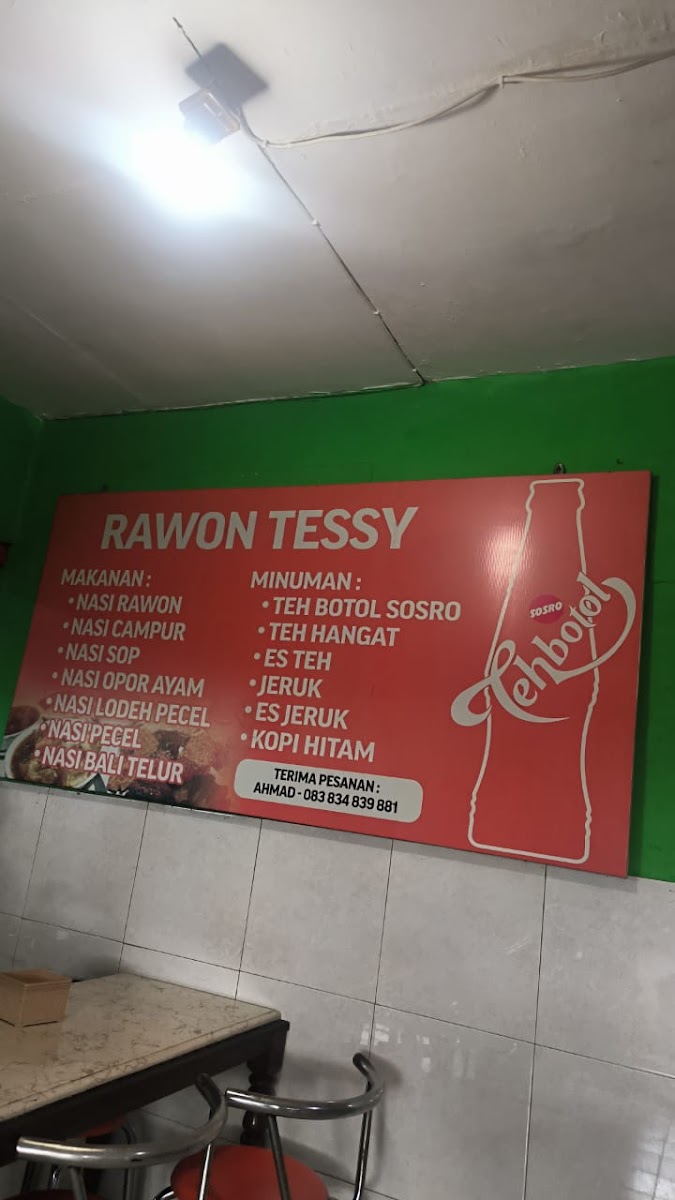 RAWON TESSY
MAKANAN :
• NASI RAWON
• NASI CAMPUR
• NASI SOP
• NASI OPOR AYAM
• NASI LODEH PECEL
• NASI PECEL
• NASI BALI TELUR
MINUMAN :
• TEH BOTOL SOSRO
• TEH HANGAT
• ES TEH
• JERUK
• ES JERUK
• KOPI HITAM
TERIMA PESANAN :
AHMAD - 083 834 839 881
SOSRO
Tehbotol